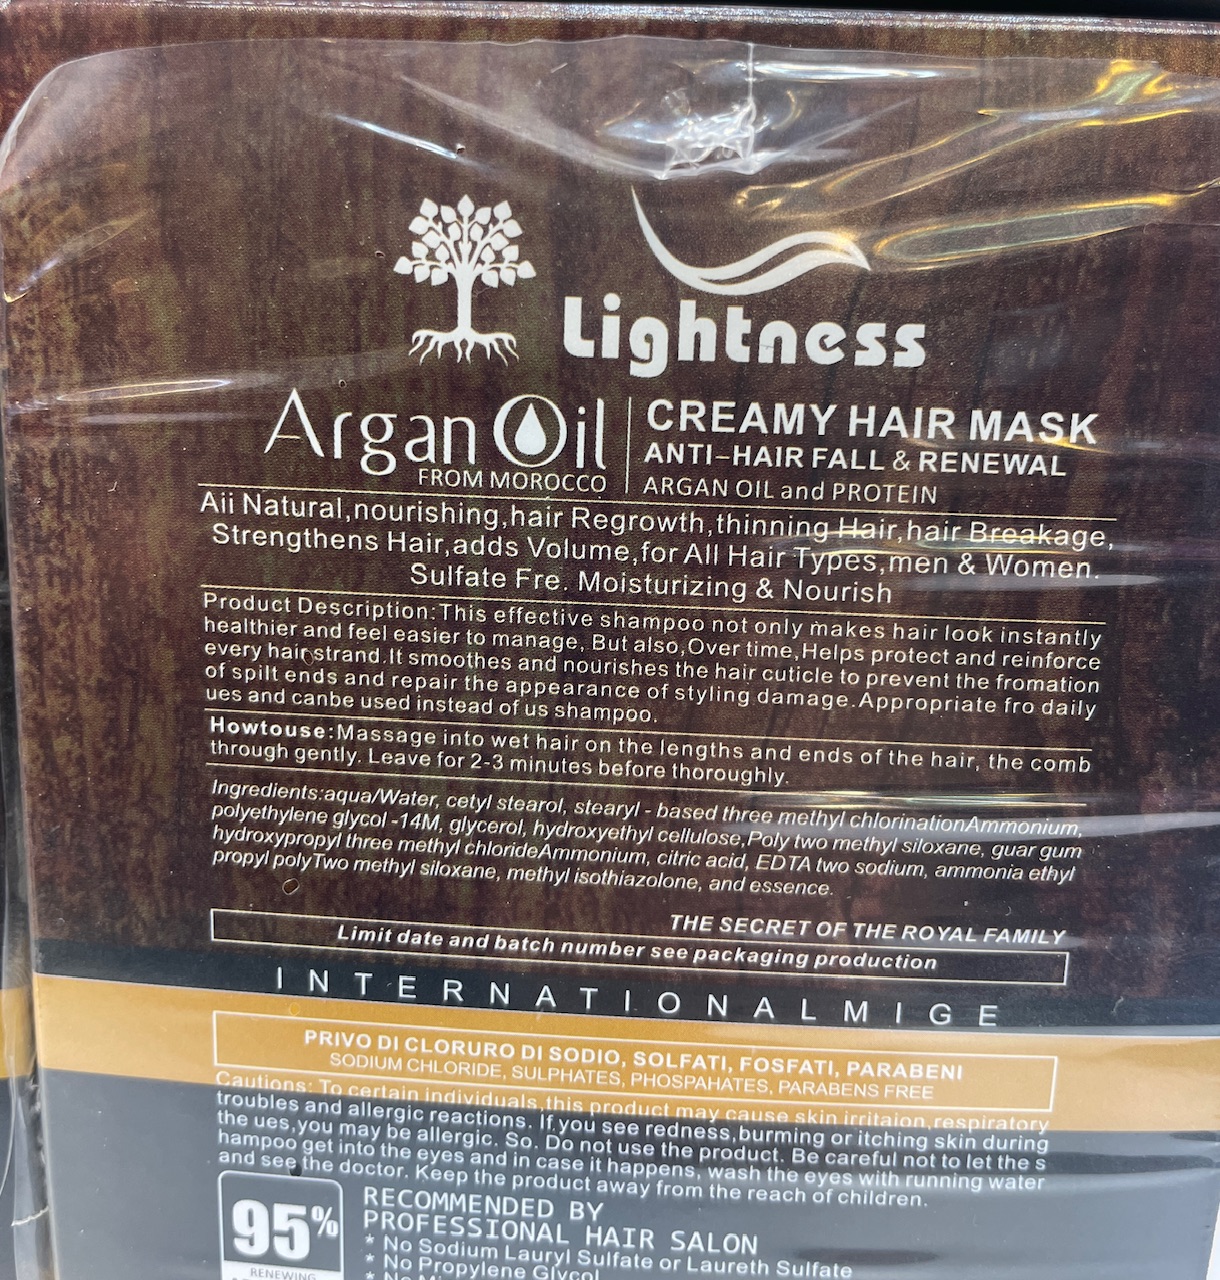 Lightness
Argan Oil
FROM MOROCCO
CREAMY HAIR MASK
ANTI-HAIR FALL & RENEWAL
ARGAN OIL and PROTEIN
Aii Natural,nourishing,hair Regrowth,thinning Hair,hair Breakage,
Strengthens Hair,adds Volume,for All Hair Types,men & Women.
Sulfate Fre. Moisturizing & Nourish
Product Description:This effective shampoo not only makes hair look instantly
healthier and feel easier to manage, But also,Over time,Helps protect and reinforce
every hair strand.It smoothes and nourishes the hair cuticle to prevent the fromation
of spilt ends and repair the appearance of styling damage.Appropriate fro daily
ues and canbe used instead of us shampoo.
Howtouse:Massage into wet hair on the lengths and ends of the hair, the comb
through gently. Leave for 2-3 minutes before thoroughly.
Ingredients:aqua/Water, cetyl stearol, stearyl - based three methyl chlorinationAmmonium,
polyethylene glycol -14M, glycerol, hydroxyethyl cellulose,Poly two methyl siloxane, guar gum
hydroxypropyl three methyl chlorideAmmonium, citric acid, EDTA two sodium, ammonia ethyl
propyl polyTwo methyl siloxane, methyl isothiazolone, and essence.
THE SECRET OF THE ROYAL FAMILY
Limit date and batch number see packaging production
INTERNATIONALMIGE
PRIVO DI CLORURO DI SODIO, SOLFATI, FOSFATI, PARABENI
SODIUM CHLORIDE, SULPHATES, PHOSPAHATES, PARABENS FREE
Cautions: To certain individuals,this product may cause skin irritaion,respiratory
troubles and allergic reactions. If you see redness,burming or itching skin during
the ues,you may be allergic. So. Do not use the product. Be careful not to let the s
hampoo get into the eyes and in case it happens, wash the eyes with running water
and see the doctor. Keep the product away from the reach of children.
95%
RENEWING
RECOMMENDED BY
PROFESSIONAL HAIR SALON
* No Sodium Lauryl Sulfate or Laureth Sulfate
* No Propylene Glycol
* No